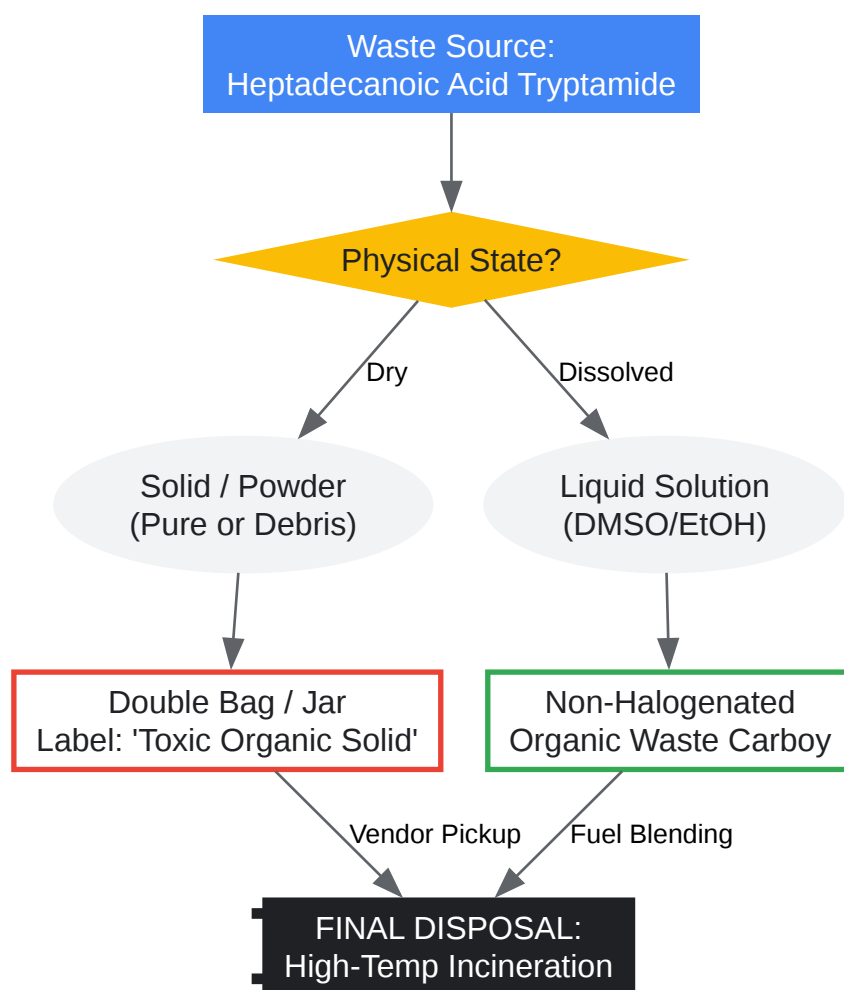 Waste Source:
Heptadecanoic Acid Tryptamide
Physical State?
Dry
Dissolved
Solid / Powder
(Pure or Debris)
Liquid Solution
(DMSO/EtOH)
Double Bag / Jar
Label: 'Toxic Organic Solid'
Non-Halogenated
Organic Waste Carboy
Vendor Pickup
Fuel Blending
FINAL DISPOSAL:
High-Temp Incineration